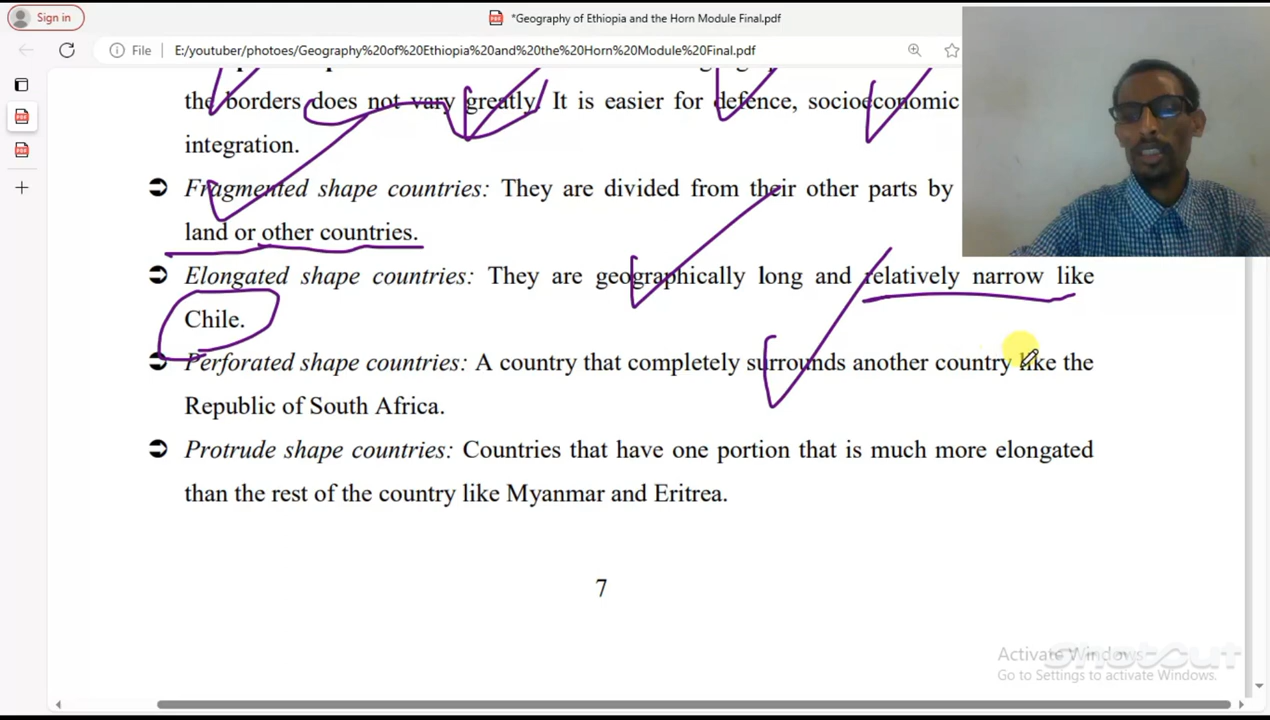 Sign in
*Geography of Ethiopia and the Horn Module Final.pdf
File E:/youtuber/photoes/Geography%20of%20Ethiopia%20and%20the%20Horn%20Module%20Final.pdf
the borders does not vary greatly. It is easier for defence, socioeconomic
integration.
➲ Fragmented shape countries: They are divided from their other parts by
land or other countries.
➲ Elongated shape countries: They are geographically long and relatively narrow like
Chile.
➲ Perforated shape countries: A country that completely surrounds another country like the
Republic of South Africa.
➲ Protrude shape countries: Countries that have one portion that is much more elongated
than the rest of the country like Myanmar and Eritrea.
7
Activate Windows
Shotcut
Go to Settings to activate Windows.